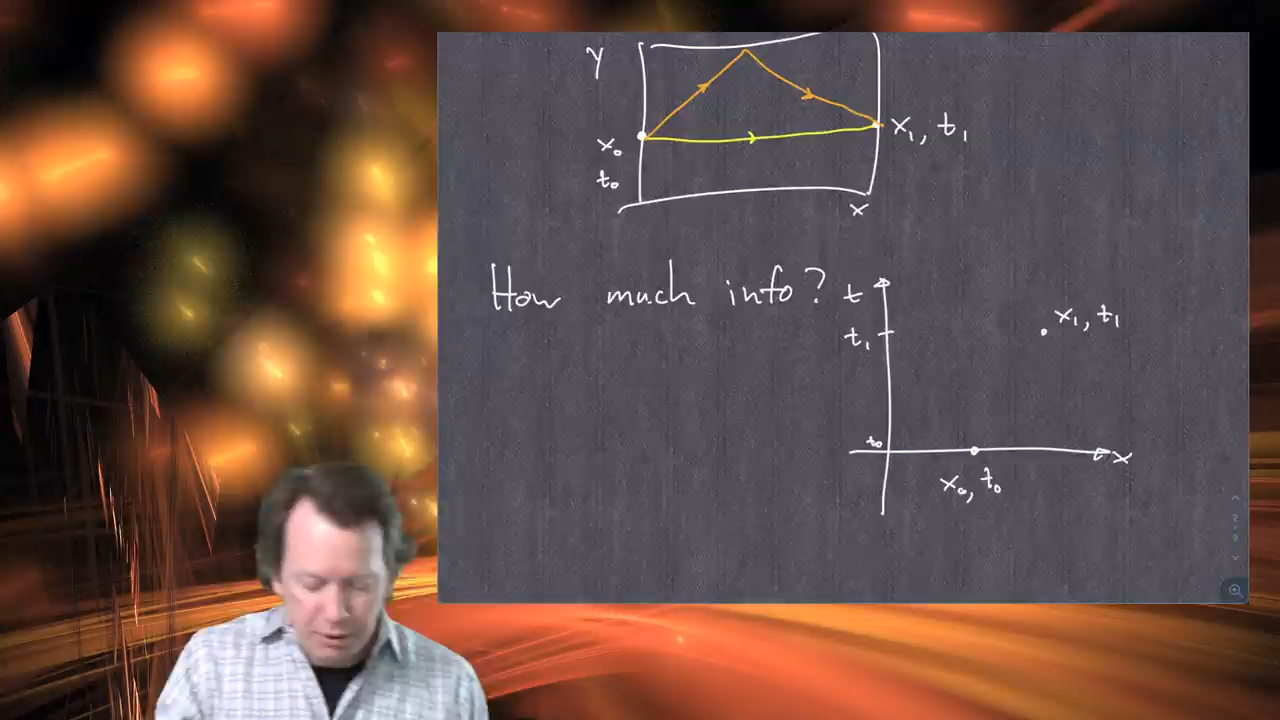 y
x₀
t₀
x₁, t₁
x
How much info?
t
t₁
x₁, t₁
t₀
x
x₀, t₀